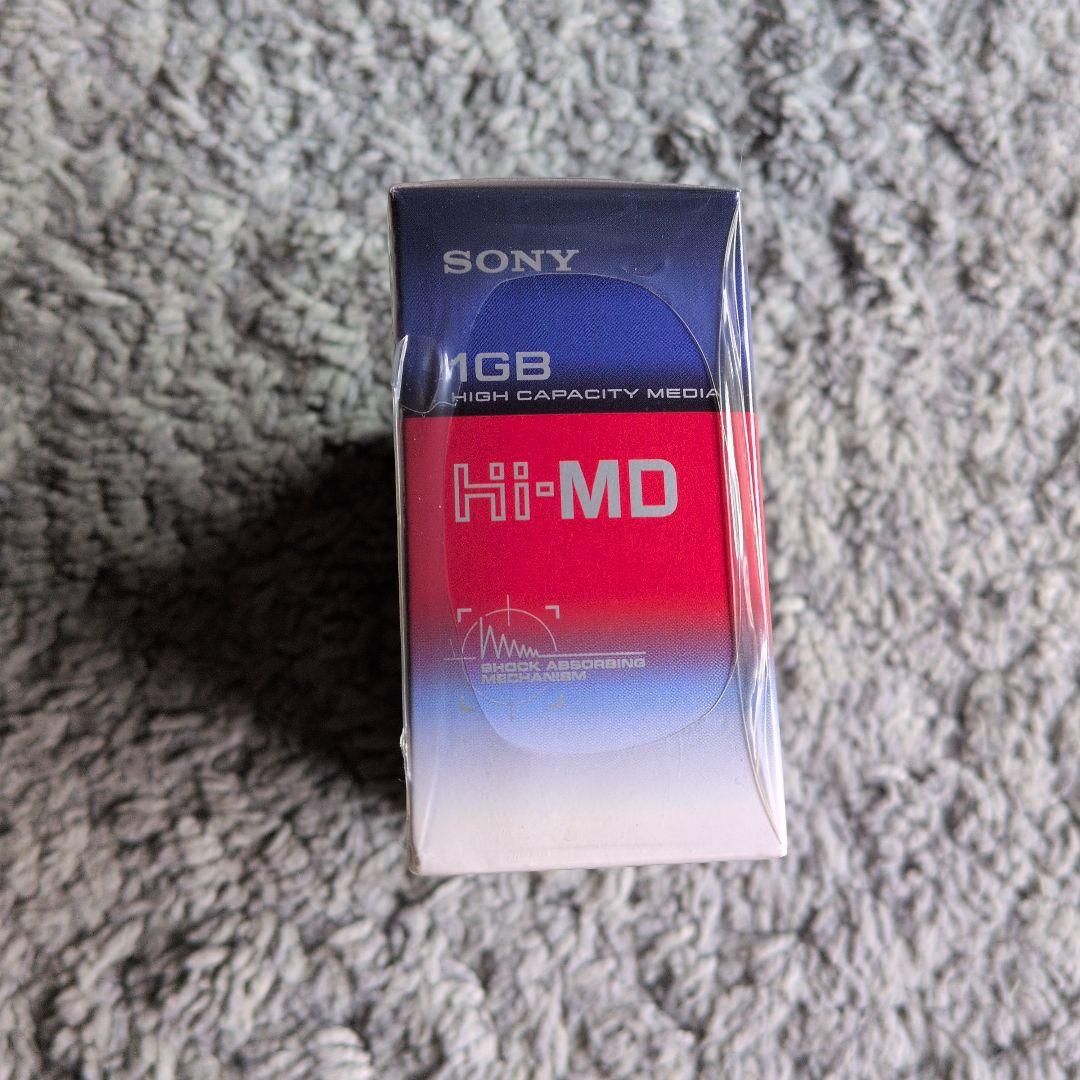 SONY
1GB
HIGH CAPACITY MEDIA
Hi-MD
SHOCK ABSORBING
MECHANISM